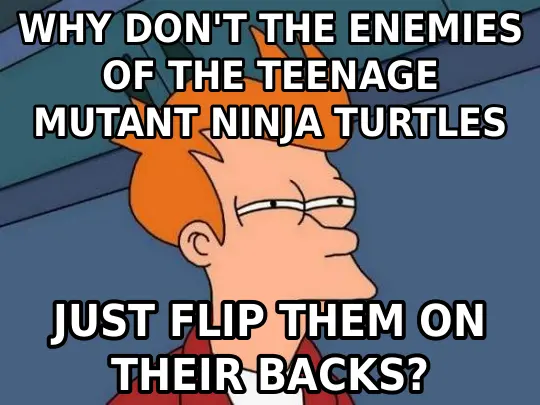 WHY DON'T THE ENEMIES
OF THE TEENAGE
MUTANT NINJA TURTLES
JUST FLIP THEM ON
THEIR BACKS?